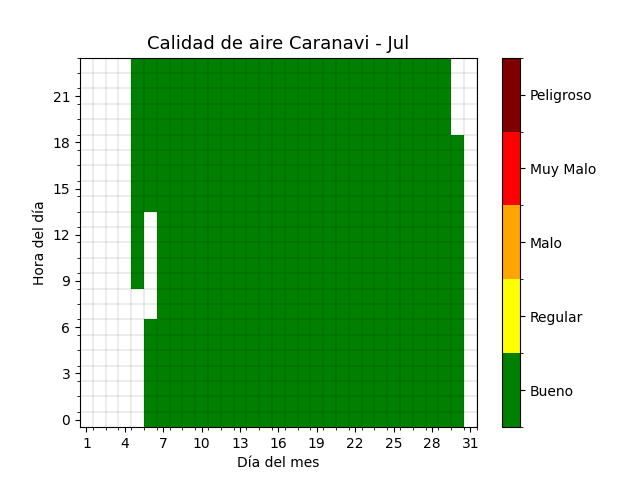 Calidad de aire Caranavi - Jul
Hora del día
21
18
15
12
9
6
3
0
1 4 7 10 13 16 19 22 25 28 31
Día del mes
Peligroso
Muy Malo
Malo
Regular
Bueno